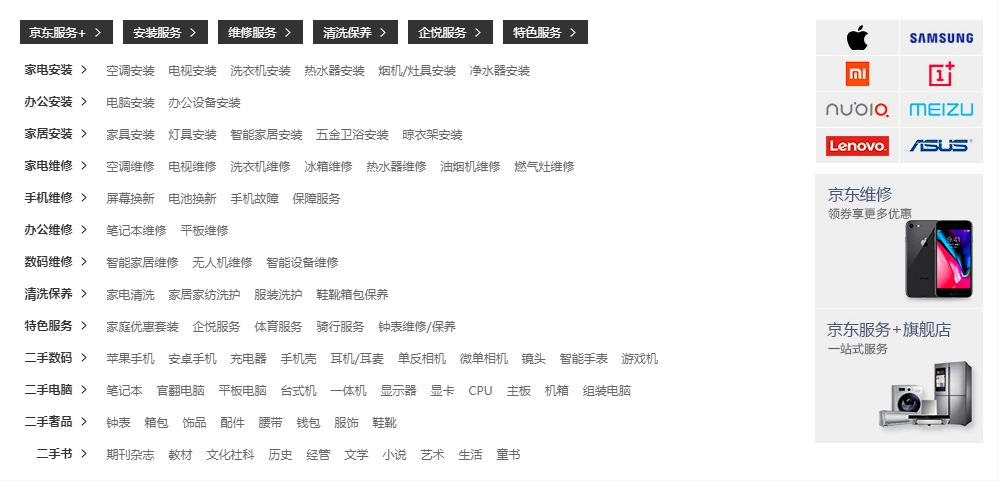 京东服务+ > 安装服务 > 维修服务 > 清洗保养 > 企悦服务 > 特色服务 >
家电安装 > 空调安装 电视安装 洗衣机安装 热水器安装 烟机/灶具安装 净水器安装
办公安装 > 电脑安装 办公设备安装
家居安装 > 家具安装 灯具安装 智能家居安装 五金卫浴安装 晾衣架安装
家电维修 > 空调维修 电视维修 洗衣机维修 冰箱维修 热水器维修 油烟机维修 燃气灶维修
手机维修 > 屏幕换新 电池换新 手机故障 保障服务
办公维修 > 笔记本维修 平板维修
数码维修 > 智能家居维修 无人机维修 智能设备维修
清洗保养 > 家电清洗 家居家纺洗护 服装洗护 鞋靴箱包保养
特色服务 > 家庭优惠套装 企悦服务 体育服务 骑行服务 钟表维修/保养
二手数码 > 苹果手机 安卓手机 充电器 手机壳 耳机/耳麦 单反相机 微单相机 镜头 智能手表 游戏机
二手电脑 > 笔记本 官翻电脑 平板电脑 台式机 一体机 显示器 显卡 CPU 主板 机箱 组装电脑
二手奢品 > 钟表 箱包 饰品 配件 腰带 钱包 服饰 鞋靴
二手书 > 期刊杂志 教材 文化社科 历史 经管 文学 小说 艺术 生活 童书
SAMSUNG
MI 1+
nubia MEIZU
Lenovo ASUS
京东维修
领券享更多优惠
9:41
京东服务+旗舰店
一站式服务